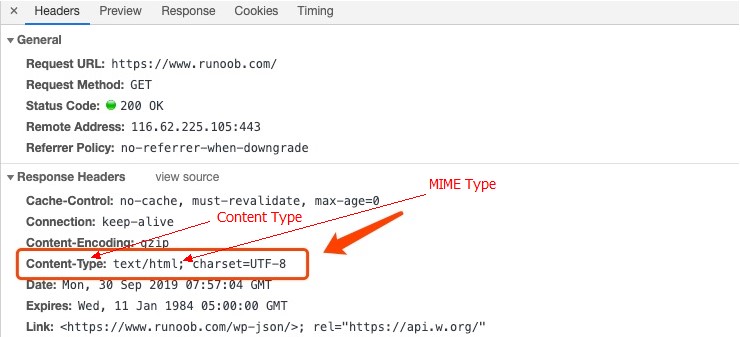 × Headers Preview Response Cookies Timing
▼ General
Request URL: https://www.runoob.com/
Request Method: GET
Status Code: 200 OK
Remote Address: 116.62.225.105:443
Referrer Policy: no-referrer-when-downgrade
▼ Response Headers view source
MIME Type
Cache-Control: no-cache, must-revalidate, max-age=0
Content Type
Connection: keep-alive
Content-Encoding: gzip
Content-Type: text/html; charset=UTF-8
Date: Mon, 30 Sep 2019 07:57:04 GMT
Expires: Wed, 11 Jan 1984 05:00:00 GMT
Link: <https://www.runoob.com/wp-json/>; rel="https://api.w.org/"